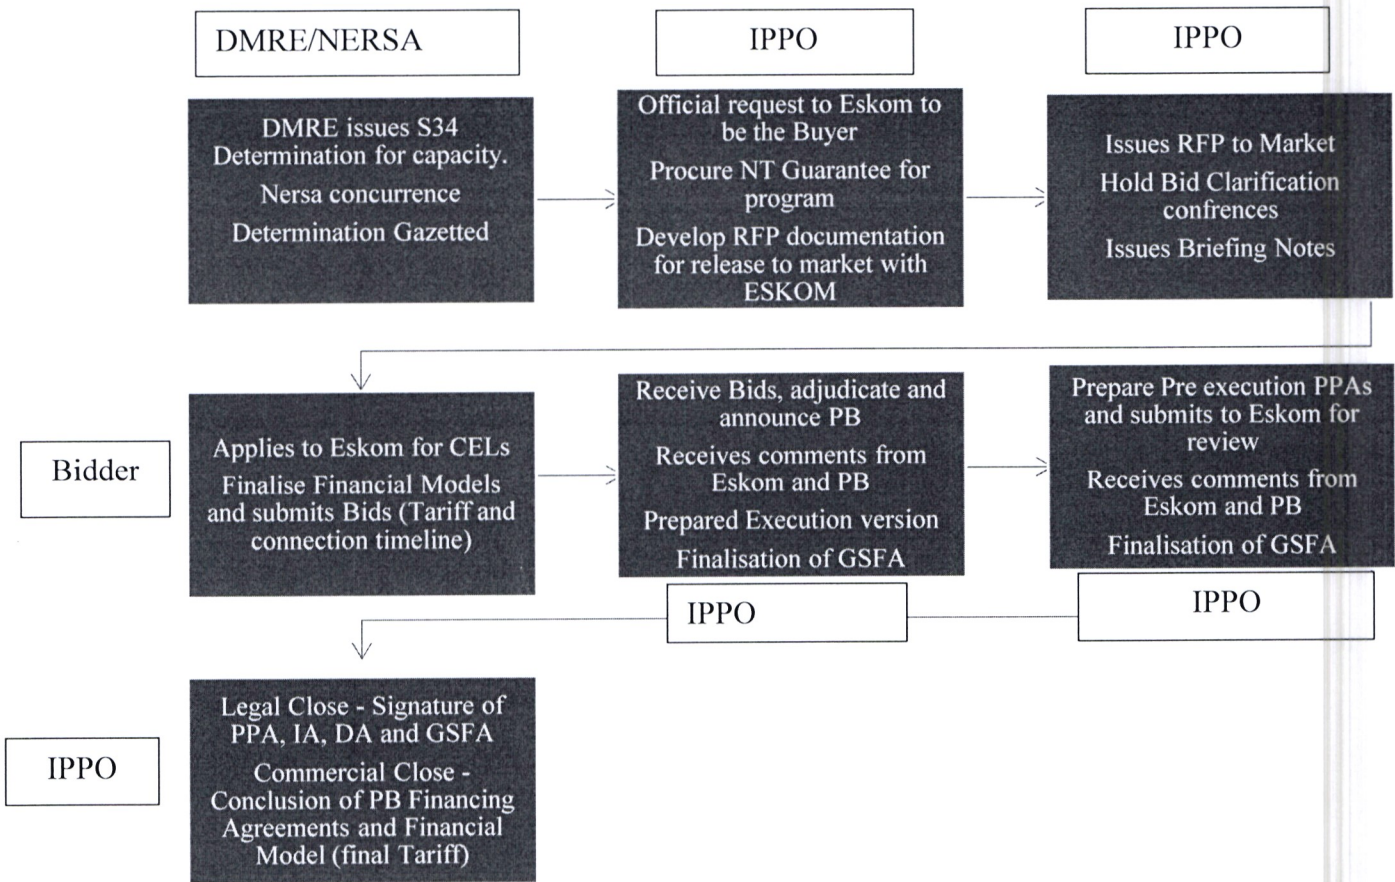 DMRE/NERSA
IPPO
IPPO
DMRE issues S34
Determination for capacity.
Nersa concurrence
Determination Gazetted
Official request to Eskom to
be the Buyer
Procure NT Guarantee for
program
Develop RFP documentation
for release to market with
ESKOM
Issues RFP to Market
Hold Bid Clarification
confrences
Issues Briefing Notes
Bidder
Applies to Eskom for CELs
Finalise Financial Models
and submits Bids (Tariff and
connection timeline)
Receive Bids, adjudicate and
announce PB
Receives comments from
Eskom and PB
Prepared Execution version
Finalisation of GSFA
Prepare Pre execution PPAs
and submits to Eskom for
review
Receives comments from
Eskom and PB
Finalisation of GSFA
IPPO
IPPO
IPPO
Legal Close - Signature of
PPA, IA, DA and GSFA
Commercial Close -
Conclusion of PB Financing
Agreements and Financial
Model (final Tariff)